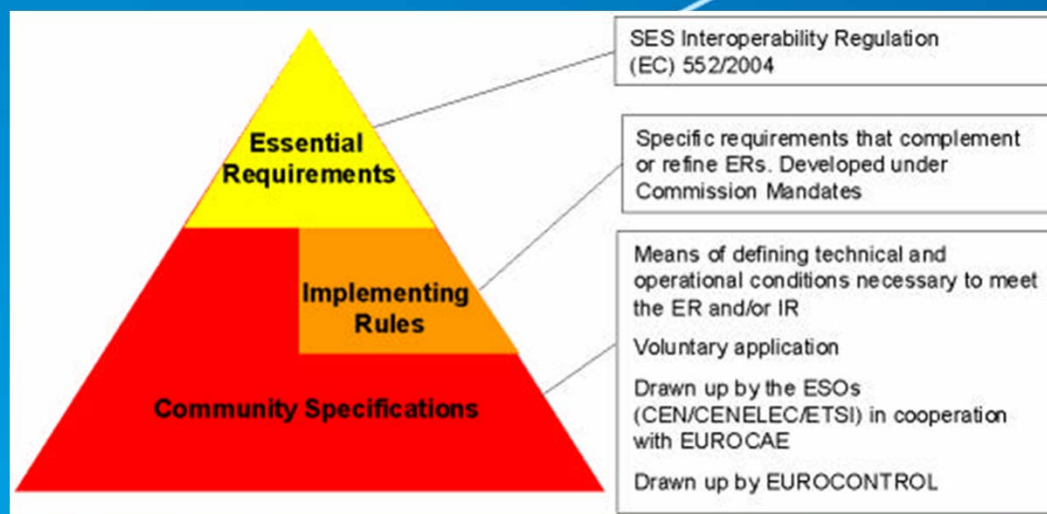 SES Interoperability Regulation
(EC) 552/2004
Essential
Requirements
Specific requirements that complement
or refine ERs. Developed under
Commission Mandates
Implementing
Rules
Means of defining technical and
operational conditions necessary to meet
the ER and/or IR
Voluntary application
Community Specifications
Drawn up by the ESOs
(CEN/CENELEC/ETSI) in cooperation
with EUROCAE
Drawn up by EUROCONTROL